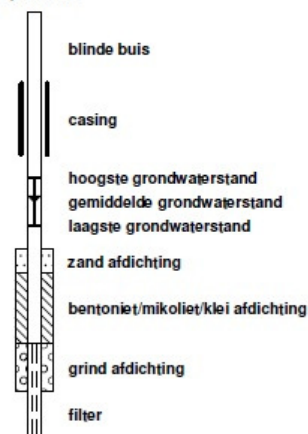 blinde buis
casing
hoogste grondwaterstand
gemiddelde grondwaterstand
laagste grondwaterstand
zand afdichting
bentoniet/mikoliet/klei afdichting
grind afdichting
filter